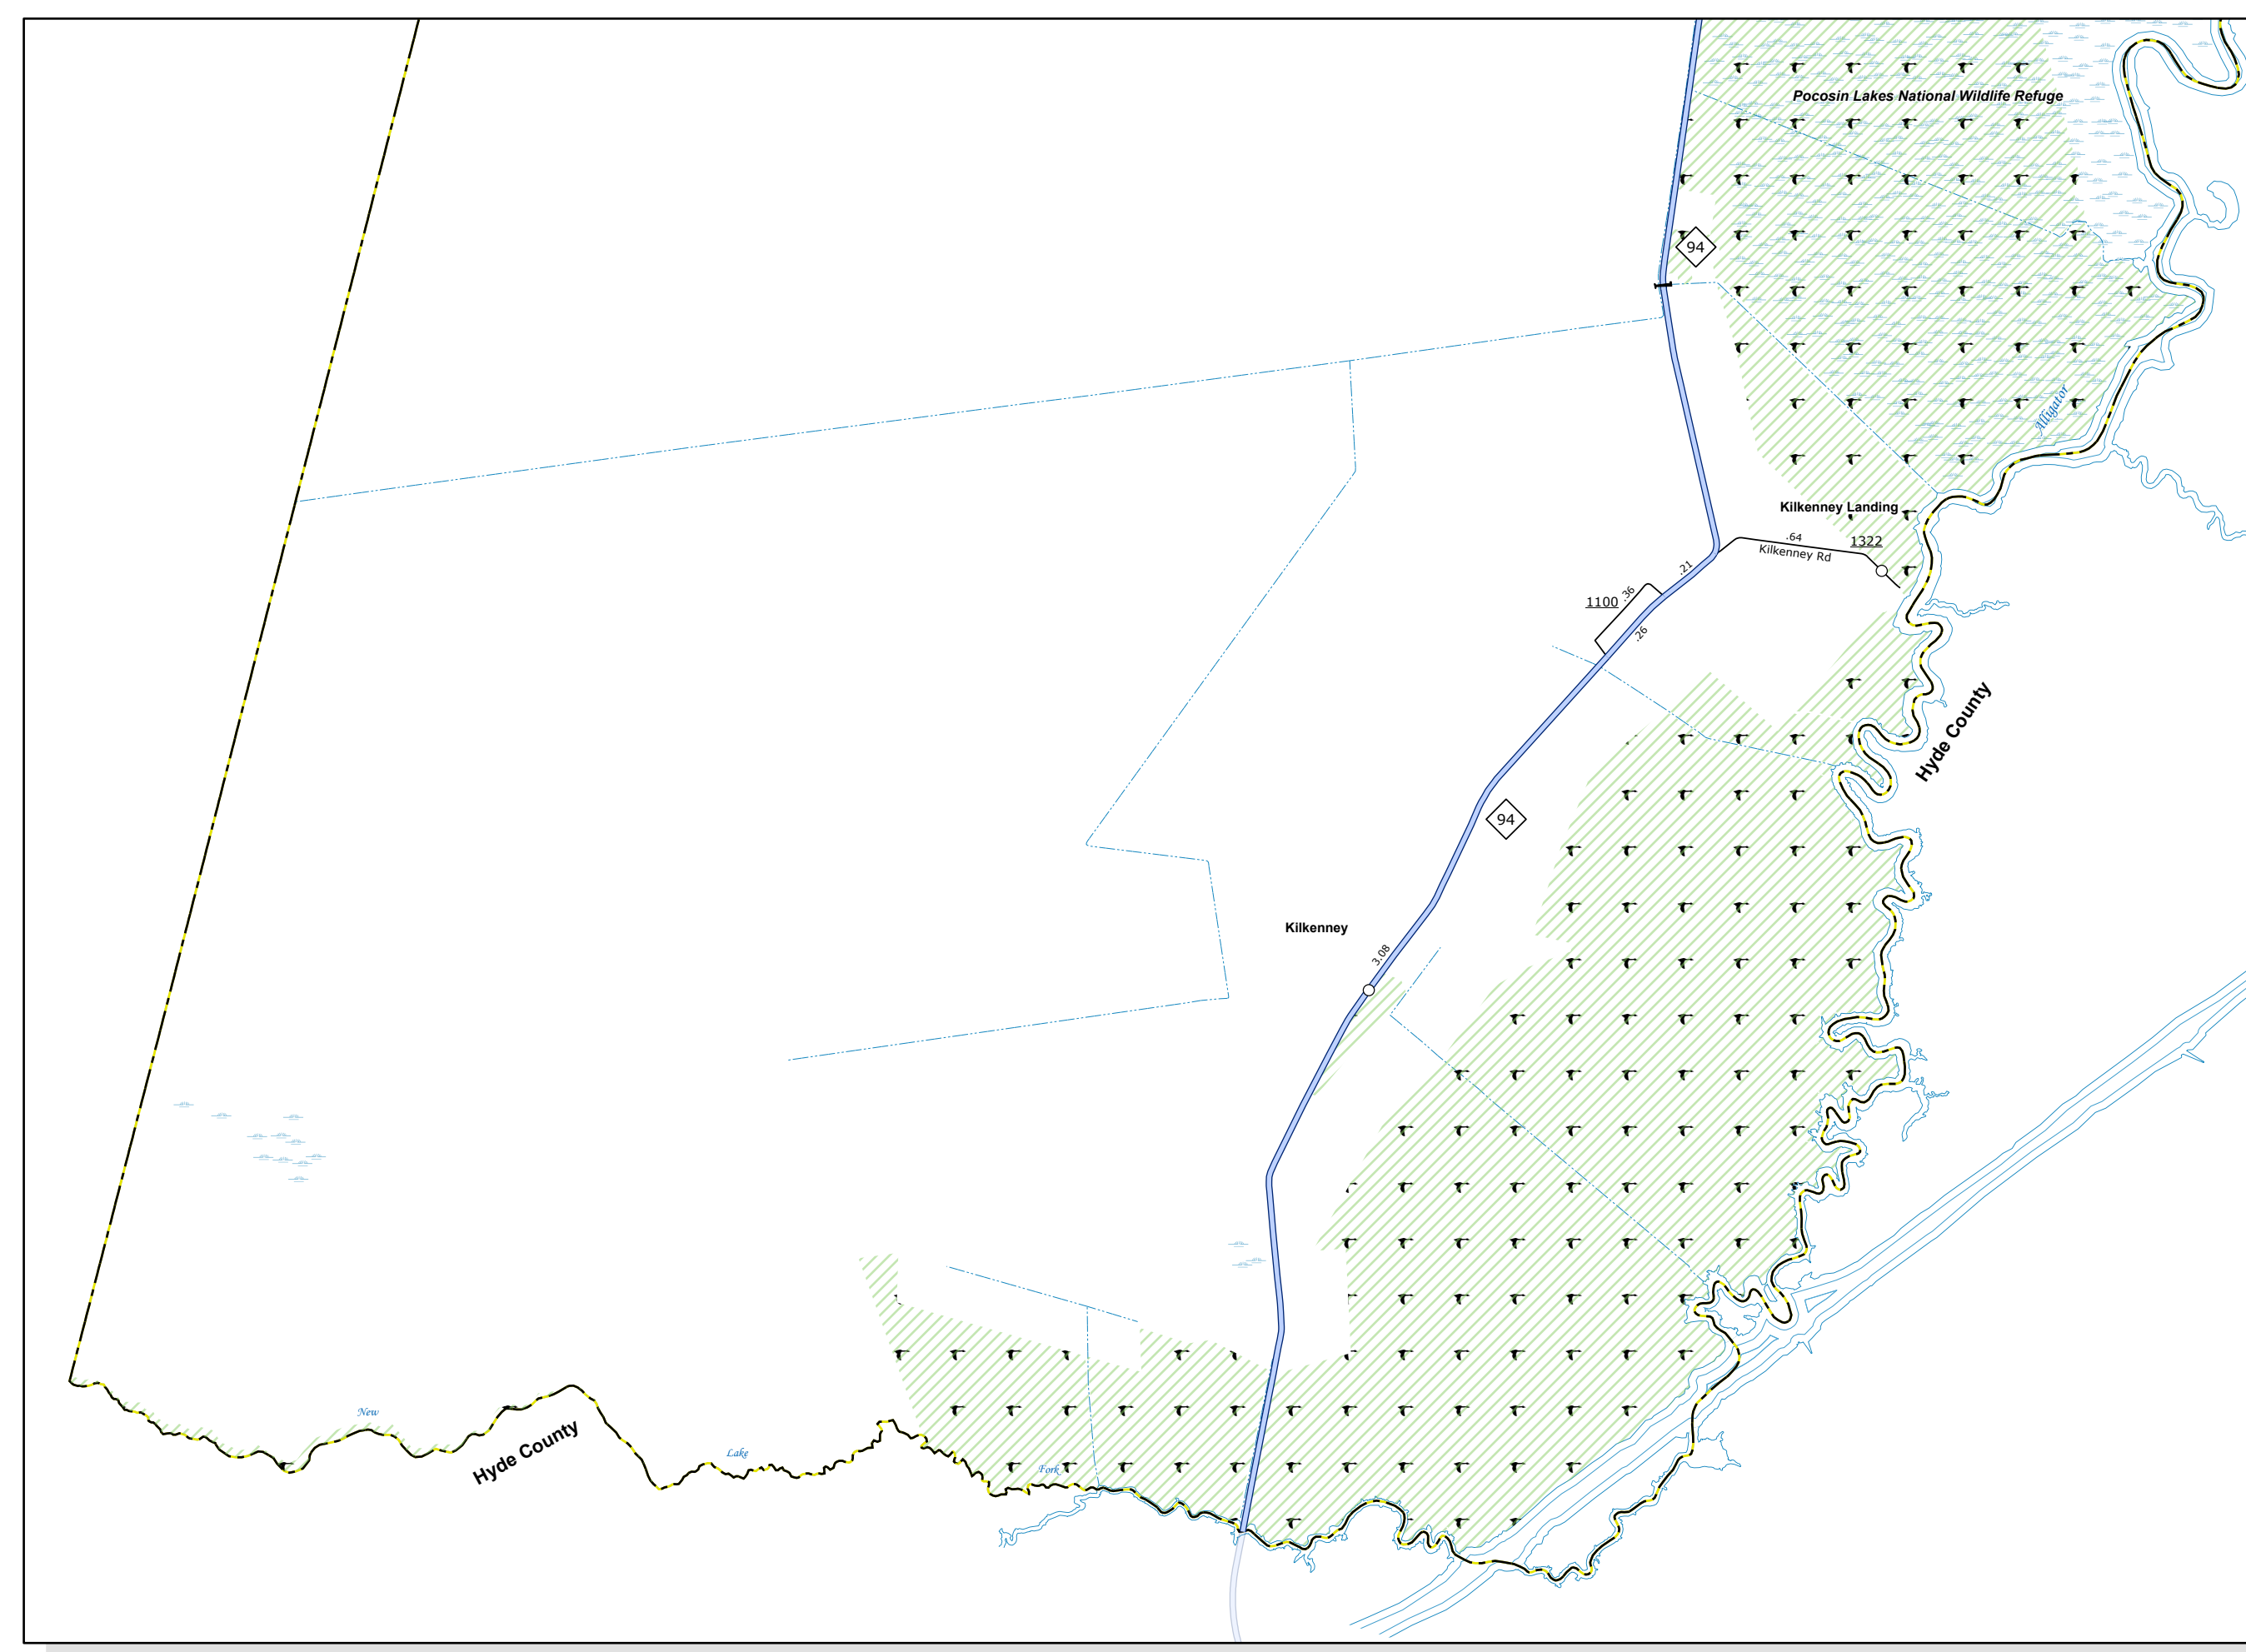 Pocosin Lakes National Wildlife Refuge
94
Alligator
Kilkenney Landing
.64
1322
Kilkenney Rd
.21
.36
1100
.26
Hyde County
94
Kilkenney
3.08
New
Hyde County
Lake
Fork